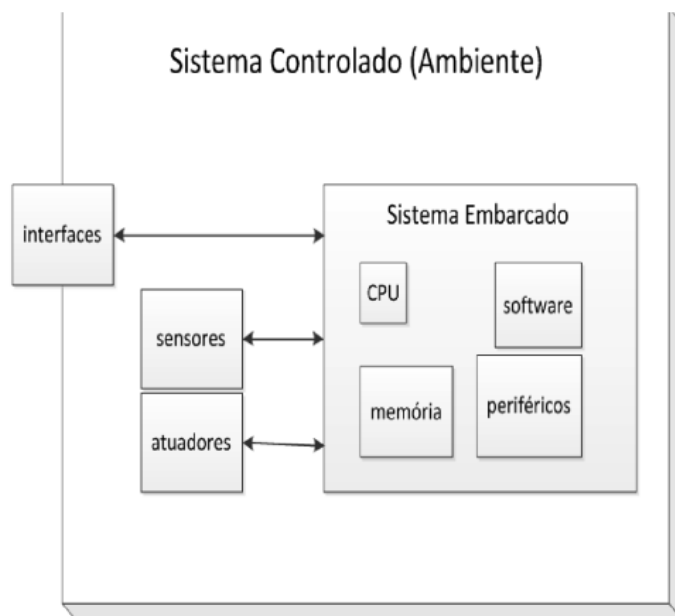 Sistema Controlado (Ambiente)
interfaces
Sistema Embarcado
CPU
software
sensores
memória
periféricos
atuadores